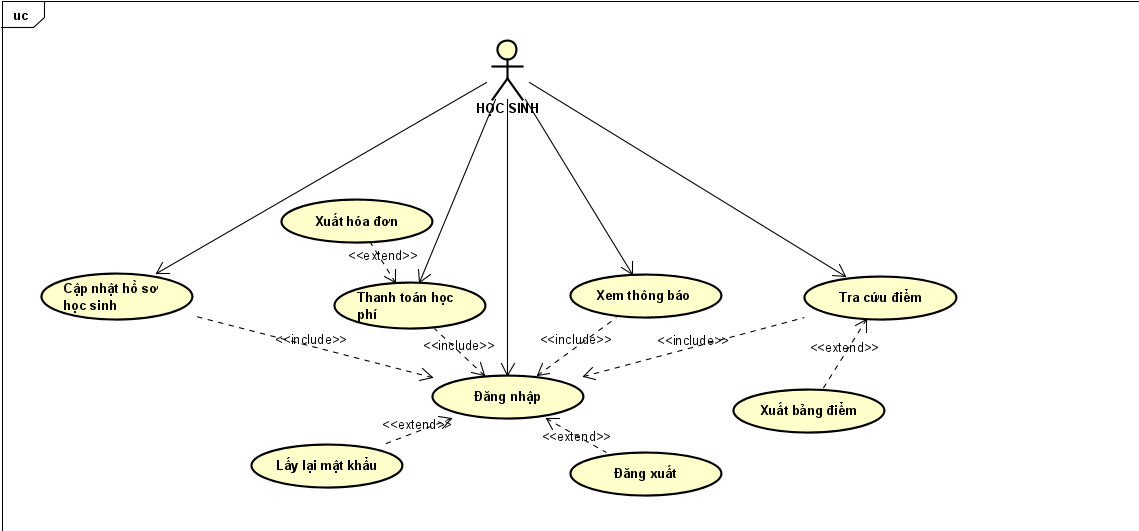 uc
HỌC SINH
Xuất hóa đơn
<<extend>>
Cập nhật hồ sơ
học sinh
Thanh toán học
phí
Xem thông báo
Tra cứu điểm
<<include>>
<<include>>
<<include>>
<<include>>
<<extend>>
Đăng nhập
Xuất bảng điểm
<<extend>>
<<extend>>
Lấy lại mật khẩu
Đăng xuất